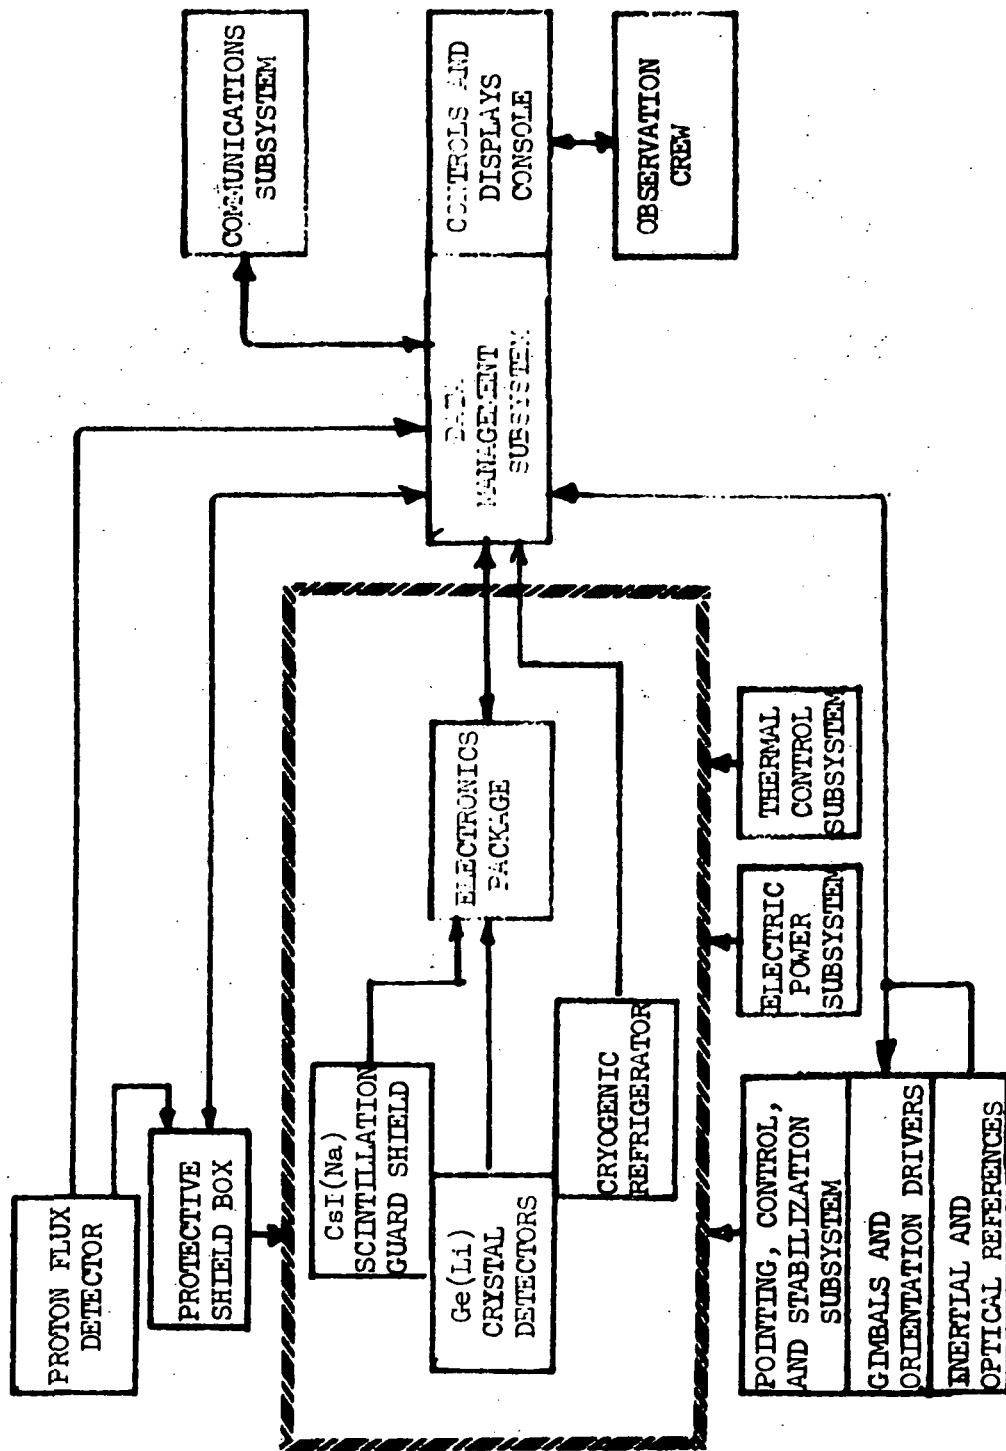 PROTON FLUX
DETECTOR
PROTECTIVE
SHIELD BOX
COMMUNICATIONS
SUBSYSTEM
CsI(Na)
SCINTILLATION
GUARD SHIELD
Ge(Li)
CRYSTAL
DETECTORS
CRYOGENIC
REFRIGERATOR
ELECTRONICS
PACKAGE
DATA
MANAGEMENT
SUBSYSTEM
CONTROLS AND
DISPLAYS
CONSOLE
OBSERVATION
CREW
POINTING, CONTROL,
AND STABILIZATION
SUBSYSTEM
GIMBALS AND
ORIENTATION DRIVERS
INERTIAL AND
OPTICAL REFERENCES
ELECTRIC
POWER
SUBSYSTEM
THERMAL
CONTROL
SUBSYSTEM